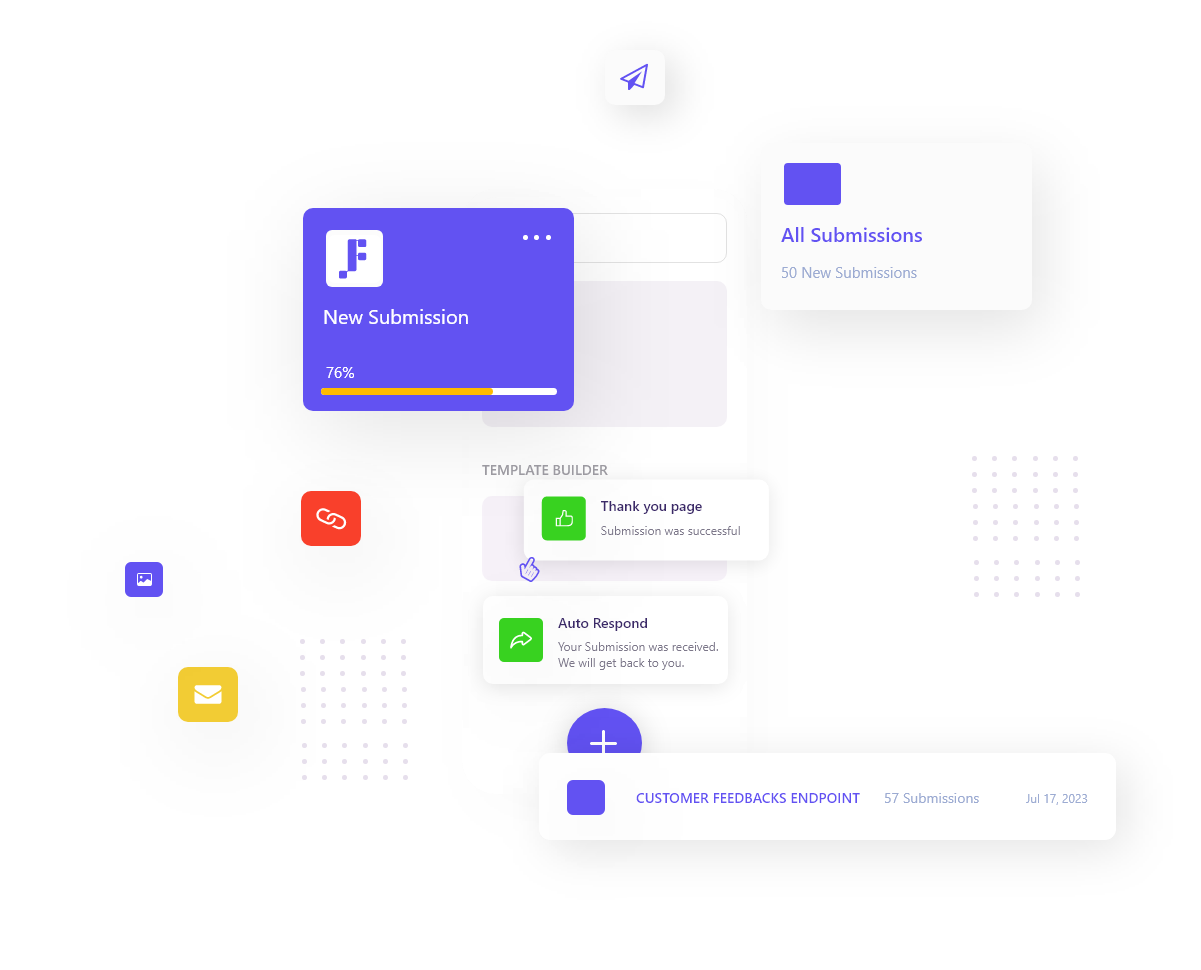 All Submissions
50 New Submissions
New Submission
76%
TEMPLATE BUILDER
Thank you page
Submission was successful
Auto Respond
Your Submission was received.
We will get back to you.
CUSTOMER FEEDBACKS ENDPOINT
57 Submissions
Jul 17, 2023